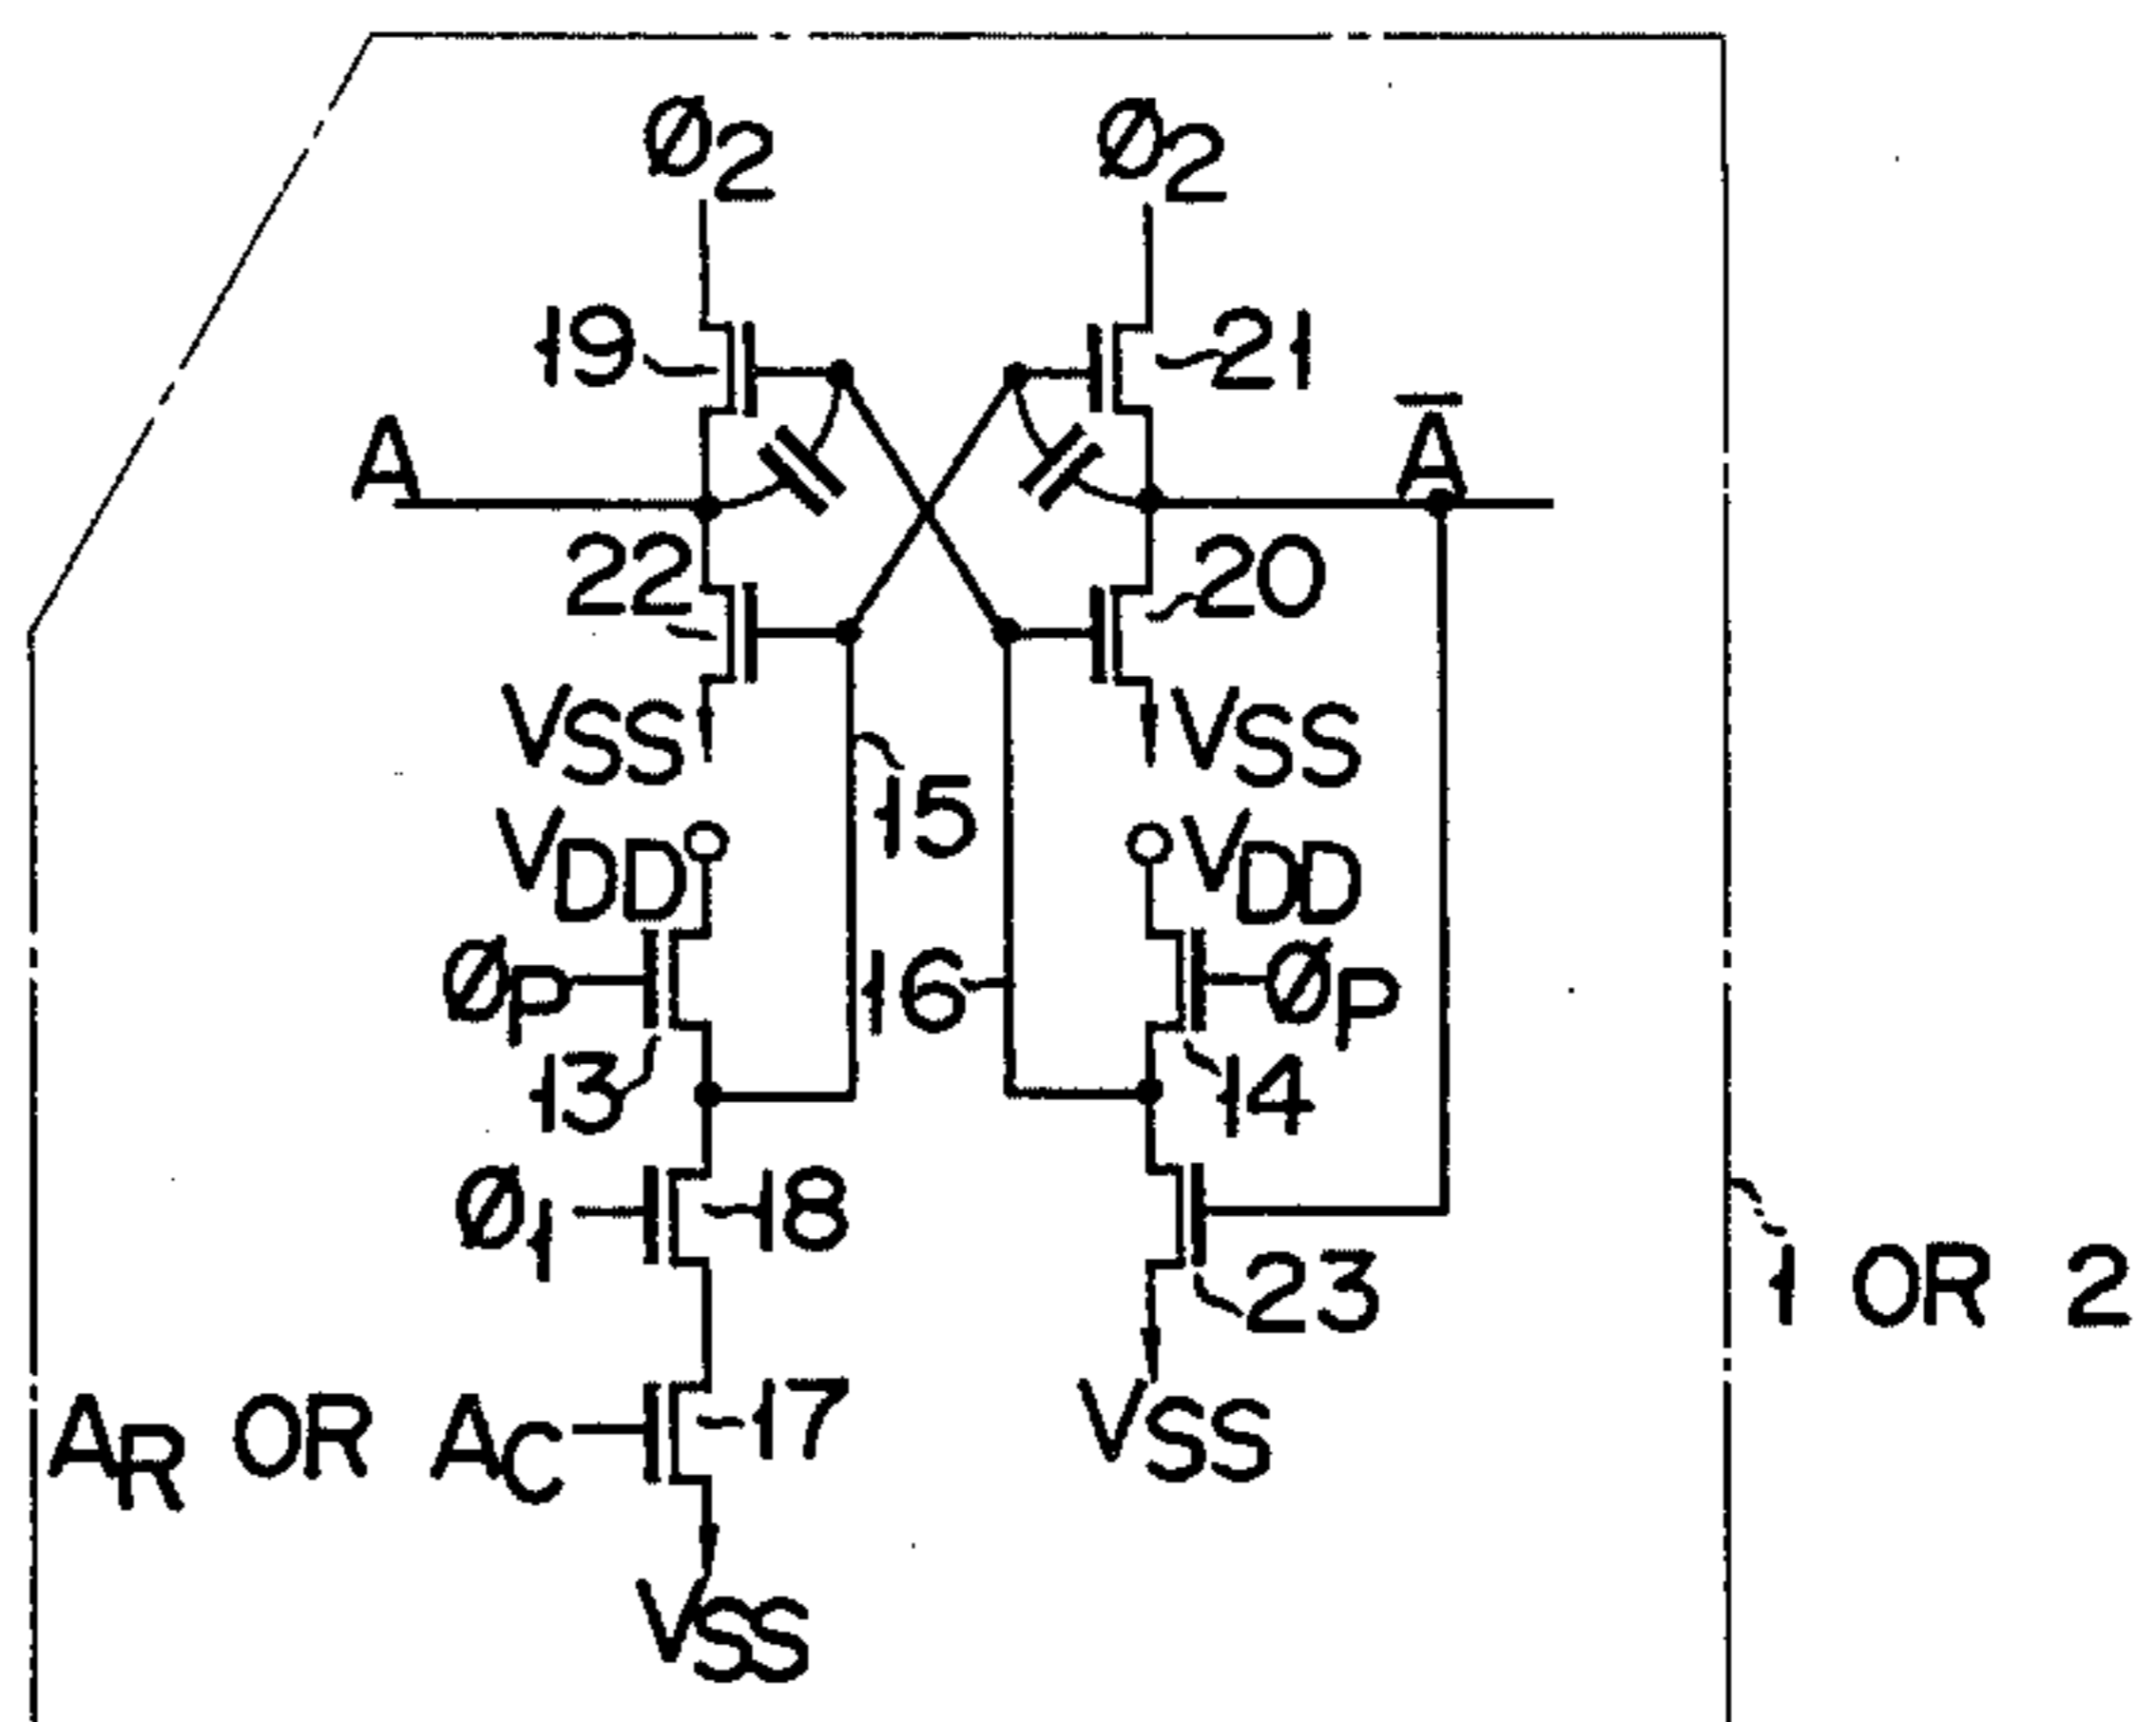 Ø2 Ø2
19 21
A Ā
22 20
VSS VSS
15
VDD VDD
ØP 16 ØP
13 14
Ø1 18
23 1 OR 2
AR OR AC 17 VSS
VSS